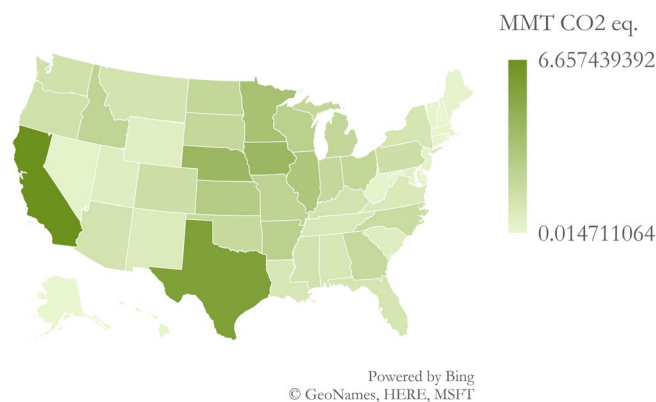 MMT CO2 eq.
6.657439392
0.014711064
Powered by Bing
© GeoNames, HERE, MSFT